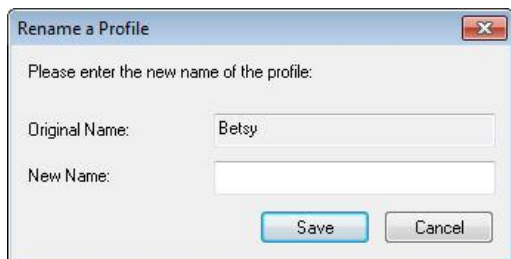 Rename a Profile
Please enter the new name of the profile:
Original Name: Betsy
New Name:
Save Cancel